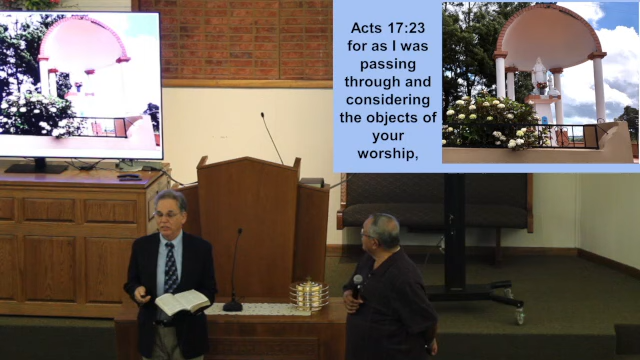 Acts 17:23
for as I was
passing
through and
considering
the objects of
your
worship,